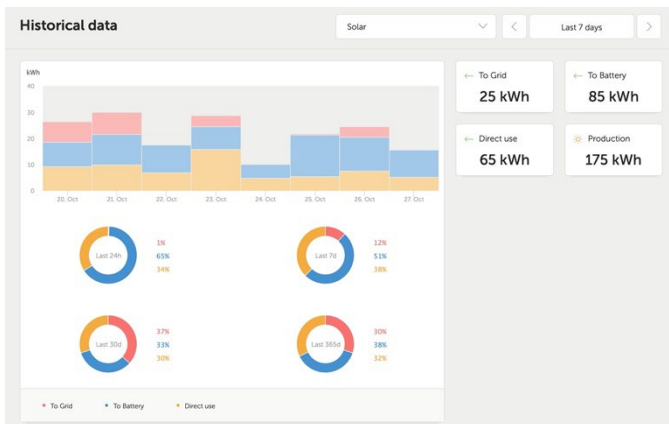 Historical data
Solar
Last 7 days
kWh
40
30
20
10
0
20. Oct
21. Oct
22. Oct
23. Oct
24. Oct
25. Oct
26. Oct
27. Oct
← To Grid
25 kWh
← To Battery
85 kWh
← Direct use
65 kWh
Production
175 kWh
Last 24h
1%
65%
34%
Last 7d
12%
51%
38%
Last 30d
37%
33%
30%
Last 365d
30%
38%
32%
To Grid
To Battery
Direct use